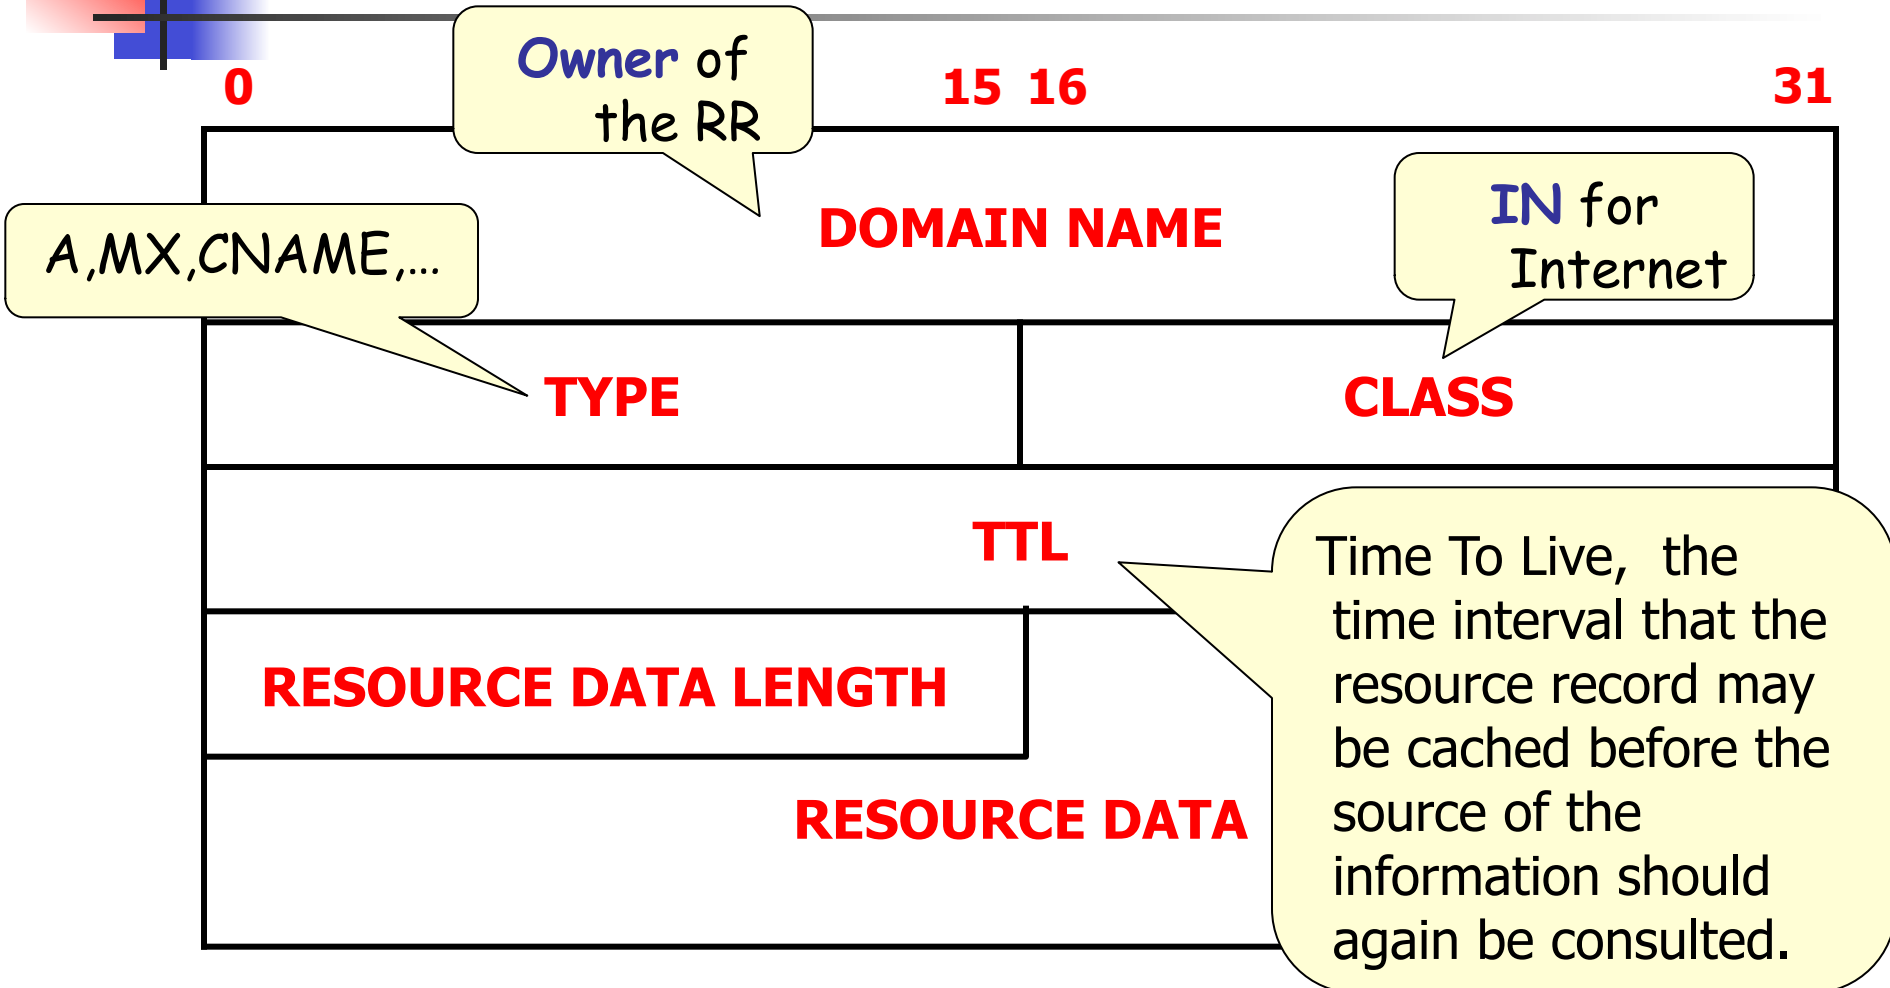 0 15 16 31
Owner of
the RR
DOMAIN NAME
IN for
Internet
A,MX,CNAME,...
TYPE
CLASS
TTL
Time To Live, the
time interval that the
resource record may
be cached before the
source of the
information should
again be consulted.
RESOURCE DATA LENGTH
RESOURCE DATA